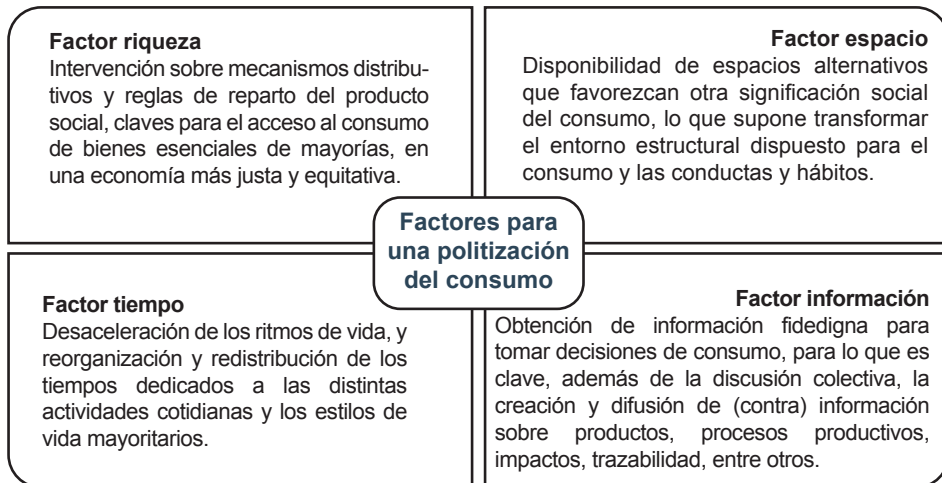 Factor riqueza
Intervención sobre mecanismos distribu-
tivos y reglas de reparto del producto
social, claves para el acceso al consumo
de bienes esenciales de mayorías, en
una economía más justa y equitativa.
Factor espacio
Disponibilidad de espacios alternativos
que favorezcan otra significación social
del consumo, lo que supone transformar
el entorno estructural dispuesto para el
consumo y las conductas y hábitos.
Factores para
una politización
del consumo
Factor tiempo
Desaceleración de los ritmos de vida, y
reorganización y redistribución de los
tiempos dedicados a las distintas
actividades cotidianas y los estilos de
vida mayoritarios.
Factor información
Obtención de información fidedigna para
tomar decisiones de consumo, para lo que es
clave, además de la discusión colectiva, la
creación y difusión de (contra) información
sobre productos, procesos productivos,
impactos, trazabilidad, entre otros.